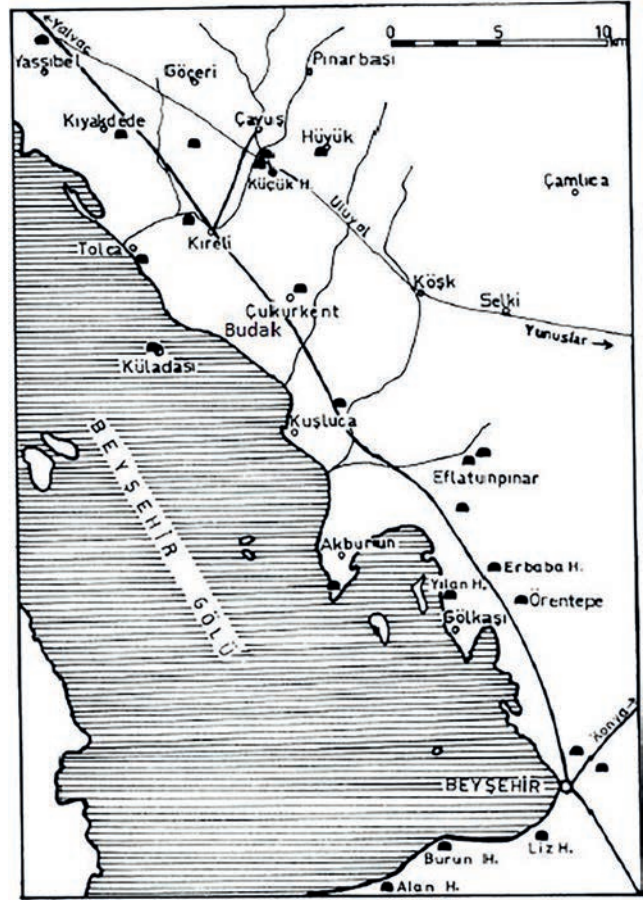 ←Yalvaç
0 5 10
km
Yassıbel
Göçeri
Pınarbaşı
Kıyakdede
Çavuş
Hüyük
Küçük H.
Çamlıca
Uluyol
Tolca
Kıreli
Köşk
Selki
Çukurkent
Budak
Yunuslar →
Küladası
Kuşluca
BEYŞEHİR GÖLÜ
Eflatunpınar
Akburun
Erbaba H.
Yılan H.
Örentepe
Gölkaşı
Konya
BEYŞEHİR
Liz H.
Burun H.
Alan H.